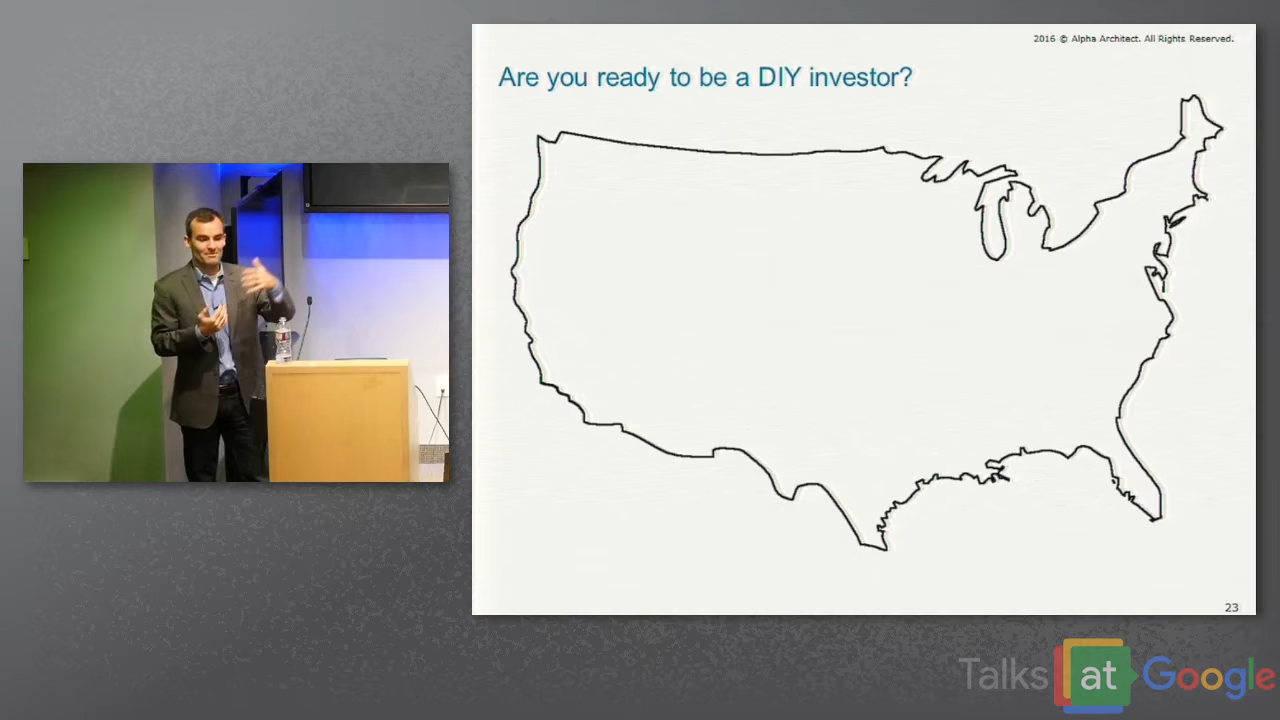 2016 © Alpha Architect. All Rights Reserved.
Are you ready to be a DIY investor?
23
Talks at Google